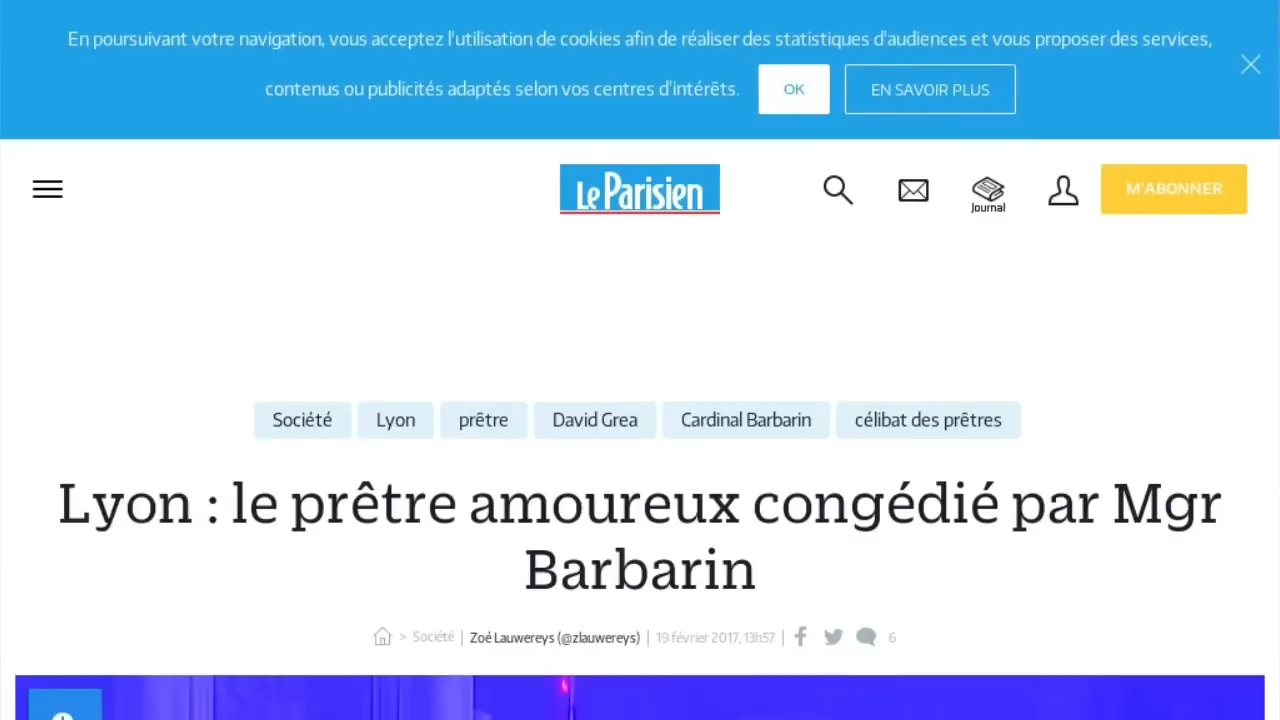 En poursuivant votre navigation, vous acceptez l'utilisation de cookies afin de réaliser des statistiques d'audiences et vous proposer des services,
contenus ou publicités adaptés selon vos centres d'intérêts. OK EN SAVOIR PLUS
Le Parisien Journal M'ABONNER
Société Lyon prêtre David Grea Cardinal Barbarin célibat des prêtres
Lyon : le prêtre amoureux congédié par Mgr
Barbarin
> Société | Zoé Lauwereys (@zlauwereys) | 19 février 2017, 13h57 | 6